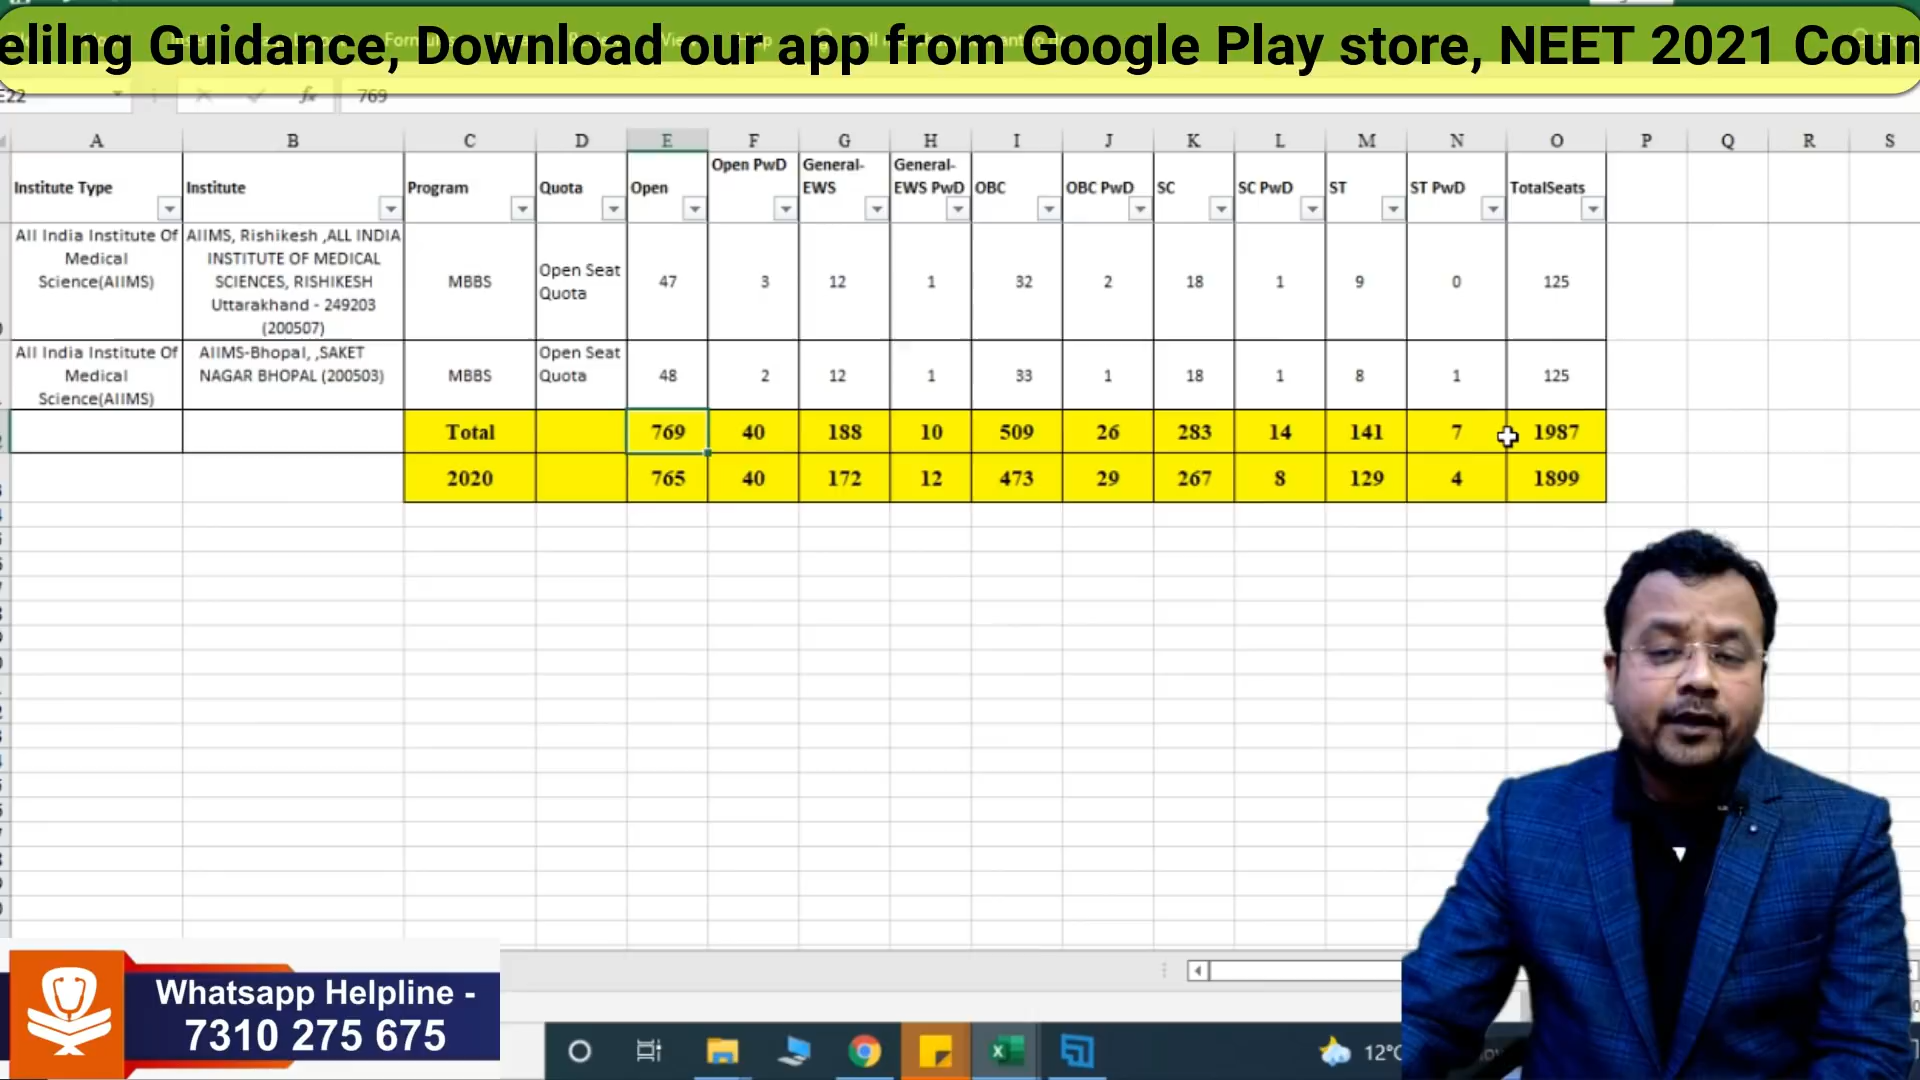 elilng Guidance, Download our app from Google Play store, NEET 2021 Coun
E22 fx 769
A B C D E F G H I J K L M N O P Q R S
Institute Type Institute Program Quota Open Open PwD General-EWS General-EWS PwD OBC OBC PwD SC SC PwD ST ST PwD TotalSeats
All India Institute Of Medical Science(AIIMS) AIIMS, Rishikesh ,ALL INDIA INSTITUTE OF MEDICAL SCIENCES, RISHIKESH Uttarakhand - 249203 (200507) MBBS Open Seat Quota 47 3 12 1 32 2 18 1 9 0 125
All India Institute Of Medical Science(AIIMS) AIIMS-Bhopal, ,SAKET NAGAR BHOPAL (200503) MBBS Open Seat Quota 48 2 12 1 33 1 18 1 8 1 125
Total 769 40 188 10 509 26 283 14 141 7 1987
2020 765 40 172 12 473 29 267 8 129 4 1899
Whatsapp Helpline -
7310 275 675
12°C